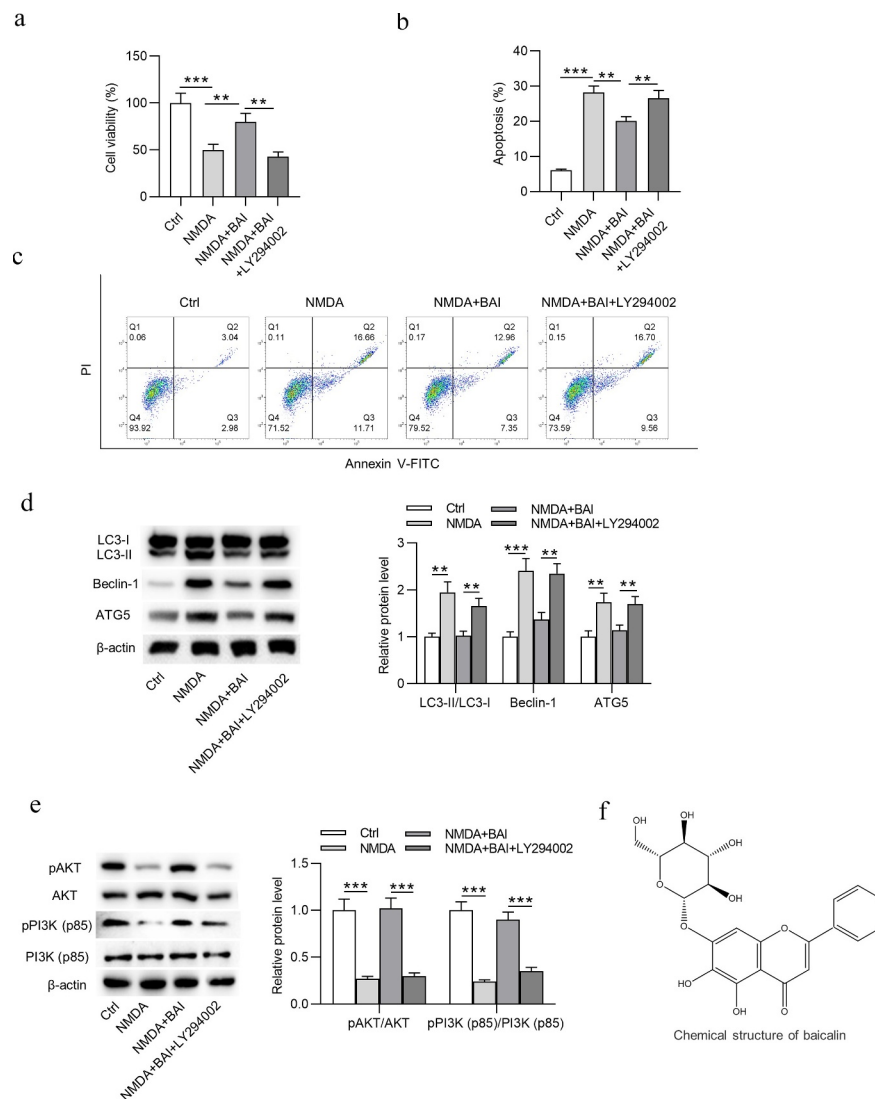 a
Cell viability (%)
150
100
50
0
***
**
**
Ctrl
NMDA
NMDA+BAI
NMDA+BAI
+LY294002
b
Apoptosis (%)
40
30
20
10
0
***
**
**
Ctrl
NMDA
NMDA+BAI
NMDA+BAI
+LY294002
c
Ctrl
NMDA
NMDA+BAI
NMDA+BAI+LY294002
PI
Q1
0.06
Q2
3.04
Q4
93.92
Q3
2.98
Q1
0.11
Q2
16.66
Q4
71.52
Q3
11.71
Q1
0.17
Q2
12.96
Q4
79.52
Q3
7.35
Q1
0.15
Q2
16.70
Q4
73.59
Q3
9.56
Annexin V-FITC
d
LC3-I
LC3-II
Beclin-1
ATG5
β-actin
Ctrl
NMDA
NMDA+BAI
NMDA+BAI+LY294002
Ctrl
NMDA
NMDA+BAI
NMDA+BAI+LY294002
Relative protein level
3
2
1
0
**
**
***
**
**
**
LC3-II/LC3-I
Beclin-1
ATG5
e
pAKT
AKT
pPI3K (p85)
PI3K (p85)
β-actin
Ctrl
NMDA
NMDA+BAI
NMDA+BAI+LY294002
Ctrl
NMDA
NMDA+BAI
NMDA+BAI+LY294002
Relative protein level
1.5
1.0
0.5
0.0
***
***
***
***
pAKT/AKT
pPI3K (p85)/PI3K (p85)
f
OH
OH
OH
O
OH
O
O
HO
OH
O
Chemical structure of baicalin